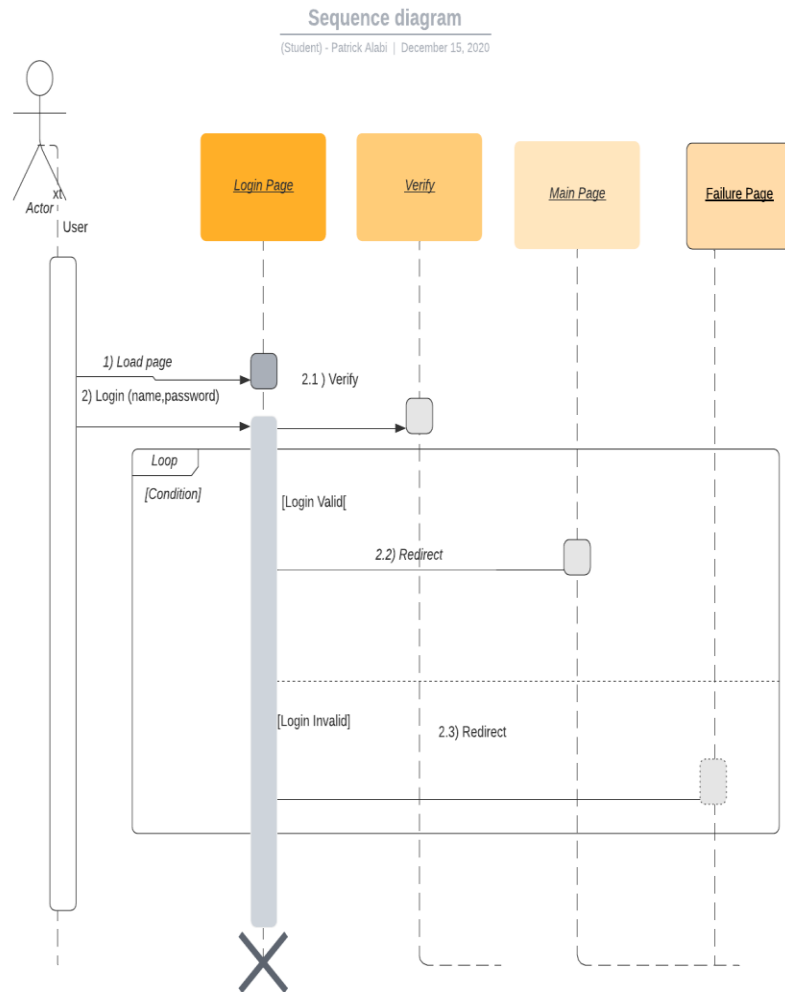 Sequence diagram
(Student) - Patrick Alabi | December 15, 2020
Login Page
Verify
Main Page
Failure Page
xt
Actor
User
1) Load page
2.1 ) Verify
2) Login (name,password)
Loop
[Condition]
[Login Valid[
2.2) Redirect
[Login Invalid]
2.3) Redirect